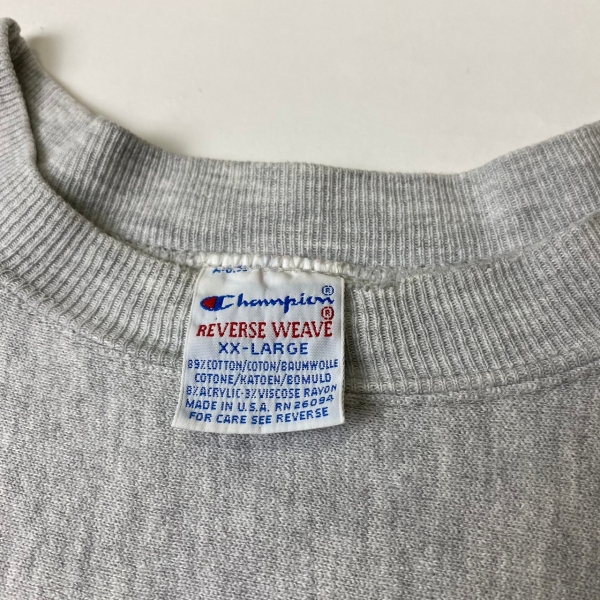 Champion®
REVERSE WEAVE®
XX-LARGE
89% COTTON/COTON/BAUMWOLLE
COTONE/KATOEN/BOMULD
8% ACRYLIC·3% VISCOSE RAYON
MADE IN U.S.A. RN 26094
FOR CARE SEE REVERSE